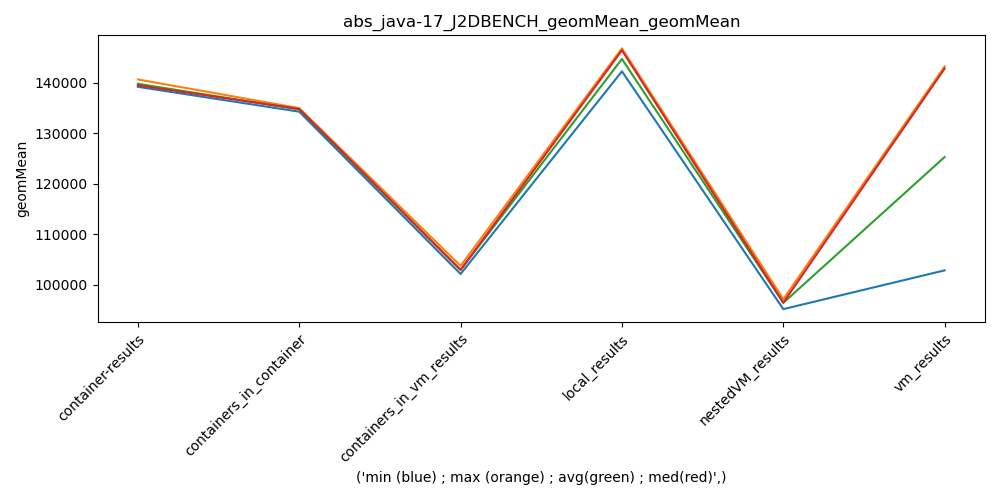 abs_java-17_J2DBENCH_geomMean_geomMean
geomMean
140000
130000
120000
110000
100000
container-results
containers_in_container
containers_in_vm_results
local_results
nestedVM_results
vm_results
('min (blue) ; max (orange) ; avg(green) ; med(red)',)